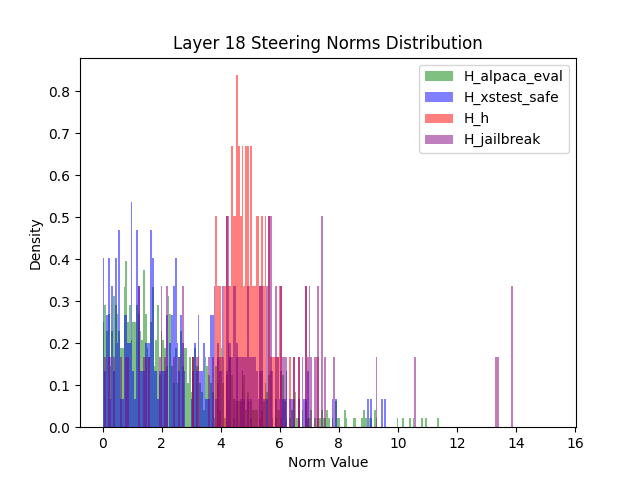 Layer 18 Steering Norms Distribution
H_alpaca_eval
H_xstest_safe
H_h
H_jailbreak
Density
0.8
0.7
0.6
0.5
0.4
0.3
0.2
0.1
0.0
0 2 4 6 8 10 12 14 16
Norm Value